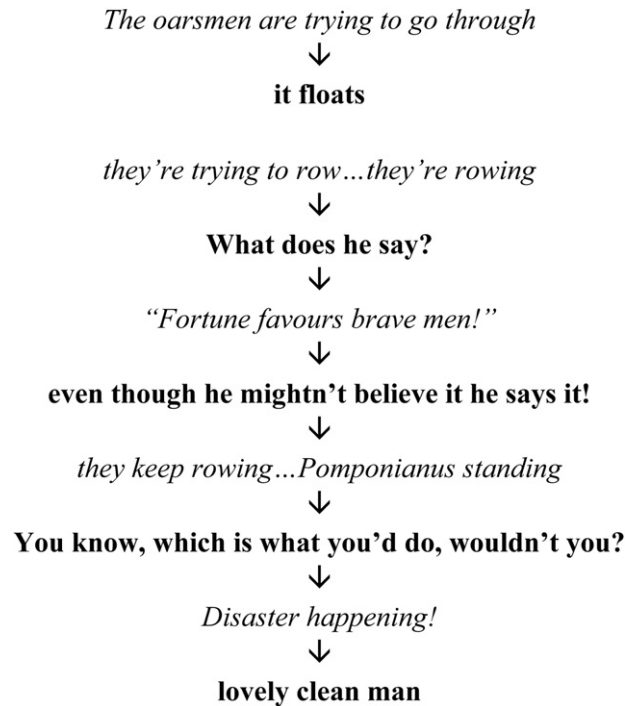 The oarsmen are trying to go through
↓
it floats
they’re trying to row…they’re rowing
↓
What does he say?
↓
“Fortune favours brave men!”
↓
even though he mightn’t believe it he says it!
↓
they keep rowing…Pomponianus standing
↓
You know, which is what you’d do, wouldn’t you?
↓
Disaster happening!
↓
lovely clean man